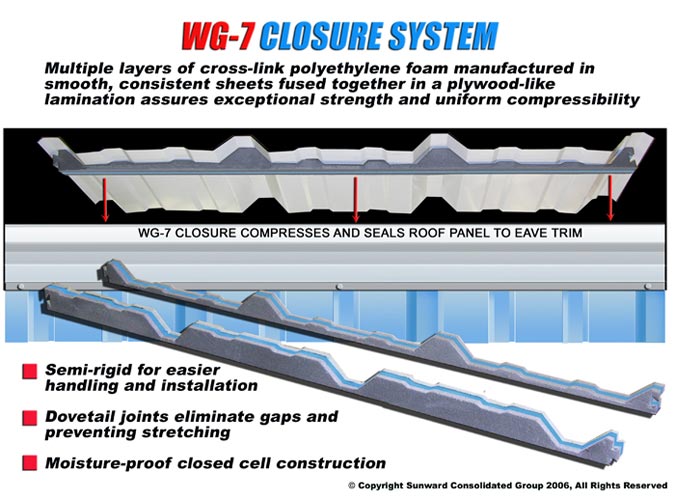 WG-7 CLOSURE SYSTEM
Multiple layers of cross-link polyethylene foam manufactured in
smooth, consistent sheets fused together in a plywood-like
lamination assures exceptional strength and uniform compressibility
WG-7 CLOSURE COMPRESSES AND SEALS ROOF PANEL TO EAVE TRIM
Semi-rigid for easier
handling and installation
Dovetail joints eliminate gaps and
preventing stretching
Moisture-proof closed cell construction
© Copyright Sunward Consolidated Group 2006, All Rights Reserved